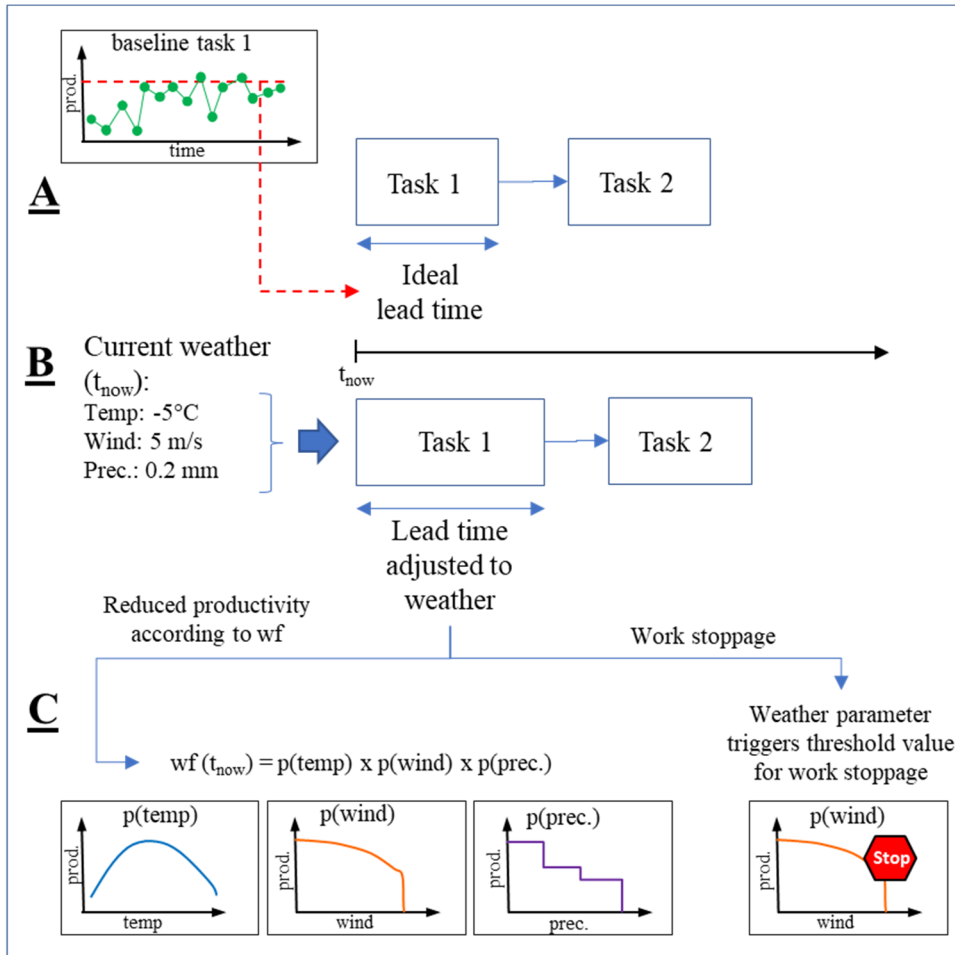 baseline task 1
prod.
time
A
Task 1
Task 2
Ideal
lead time
B
Current weather
(tnow):
Temp: -5°C
Wind: 5 m/s
Prec.: 0.2 mm
tnow
Task 1
Task 2
Lead time
adjusted to
weather
Reduced productivity
according to wf
Work stoppage
C
wf (tnow) = p(temp) x p(wind) x p(prec.)
Weather parameter
triggers threshold value
for work stoppage
p(temp)
prod.
temp
p(wind)
prod.
wind
p(prec.)
prod.
prec.
p(wind)
prod.
Stop
wind